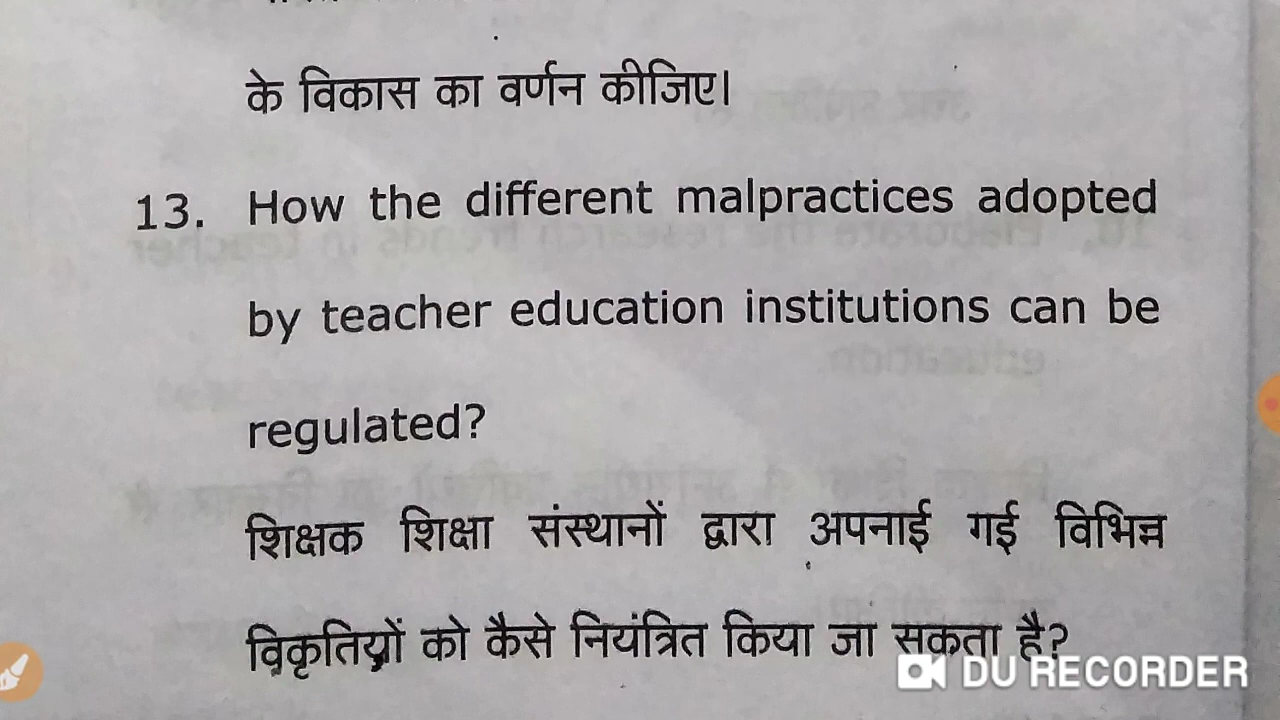 के विकास का वर्णन कीजिए।
13. How the different malpractices adopted
by teacher education institutions can be
regulated?
शिक्षक शिक्षा संस्थानों द्वारा अपनाई गई विभिन्न
विकृतियों को कैसे नियंत्रित किया जा सकता है?
DU RECORDER